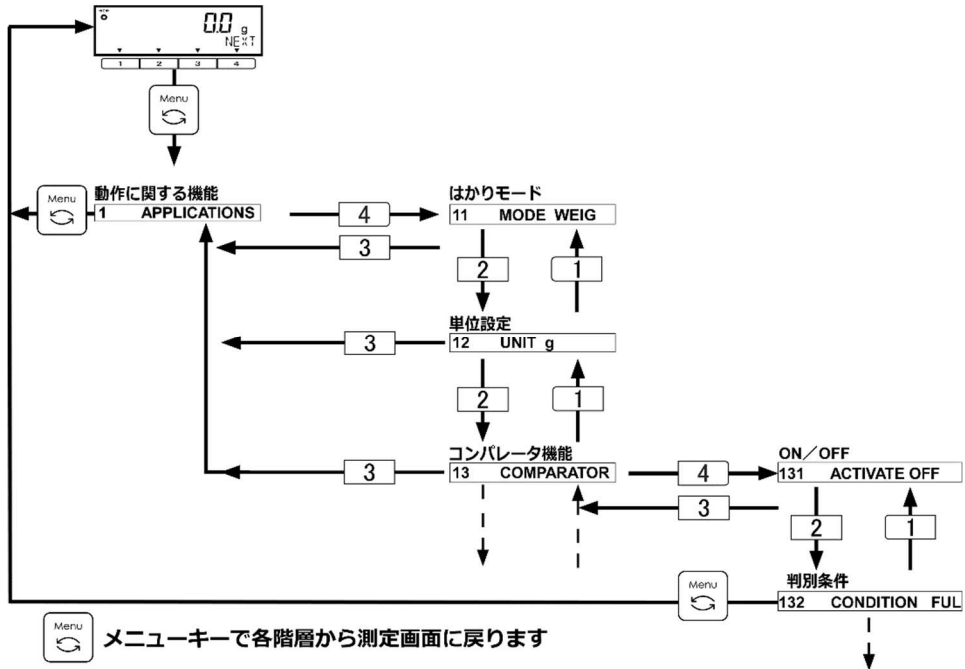 0.0 g
NEXT
1 2 3 4
Menu
動作に関する機能
Menu
1 APPLICATIONS
4
はかりモード
11 MODE WEIG
3
2
1
単位設定
3
12 UNIT g
2
1
コンパレータ機能
3
13 COMPARATOR
4
ON/OFF
131 ACTIVATE OFF
3
2
1
判別条件
Menu
132 CONDITION FUL
Menu
メニューキーで各階層から測定画面に戻ります